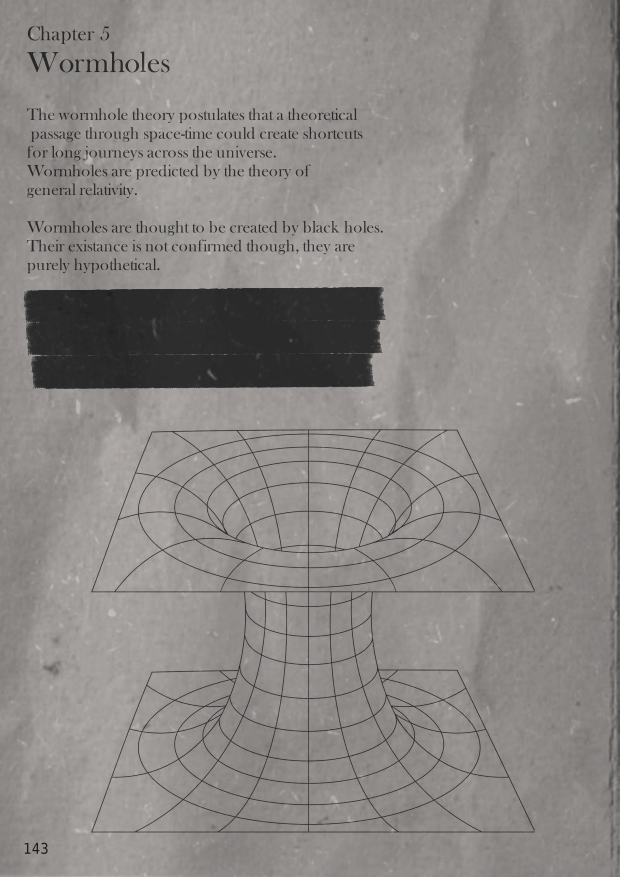 Chapter 5
Wormholes
The wormhole theory postulates that a theoretical
passage through space-time could create shortcuts
for long journeys across the universe.
Wormholes are predicted by the theory of
general relativity.
Wormholes are thought to be created by black holes.
Their existance is not confirmed though, they are
purely hypothetical.
143